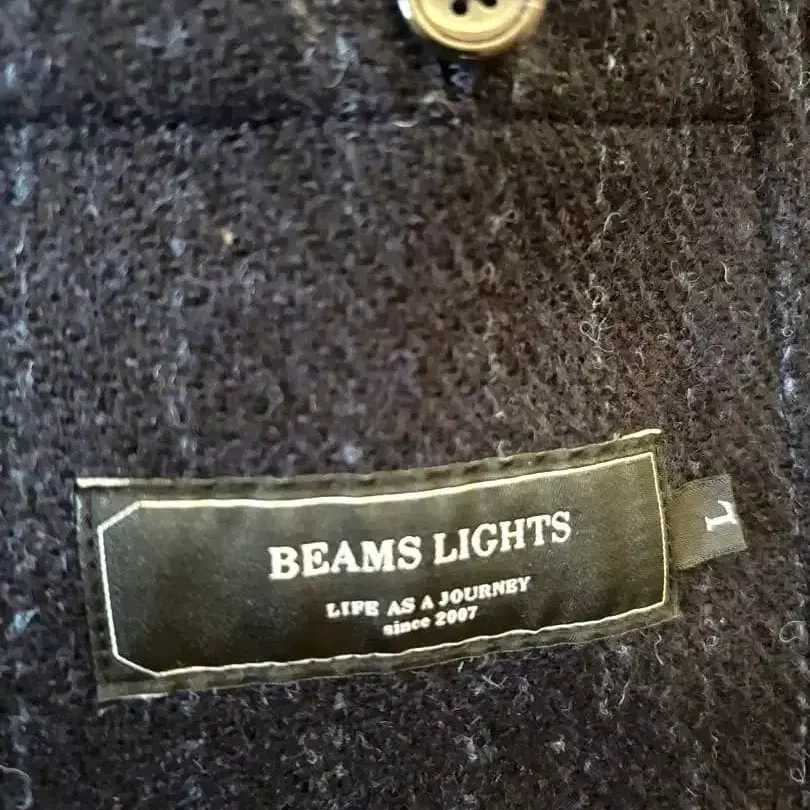 BEAMS LIGHTS
LIFE AS A JOURNEY
since 2007
L